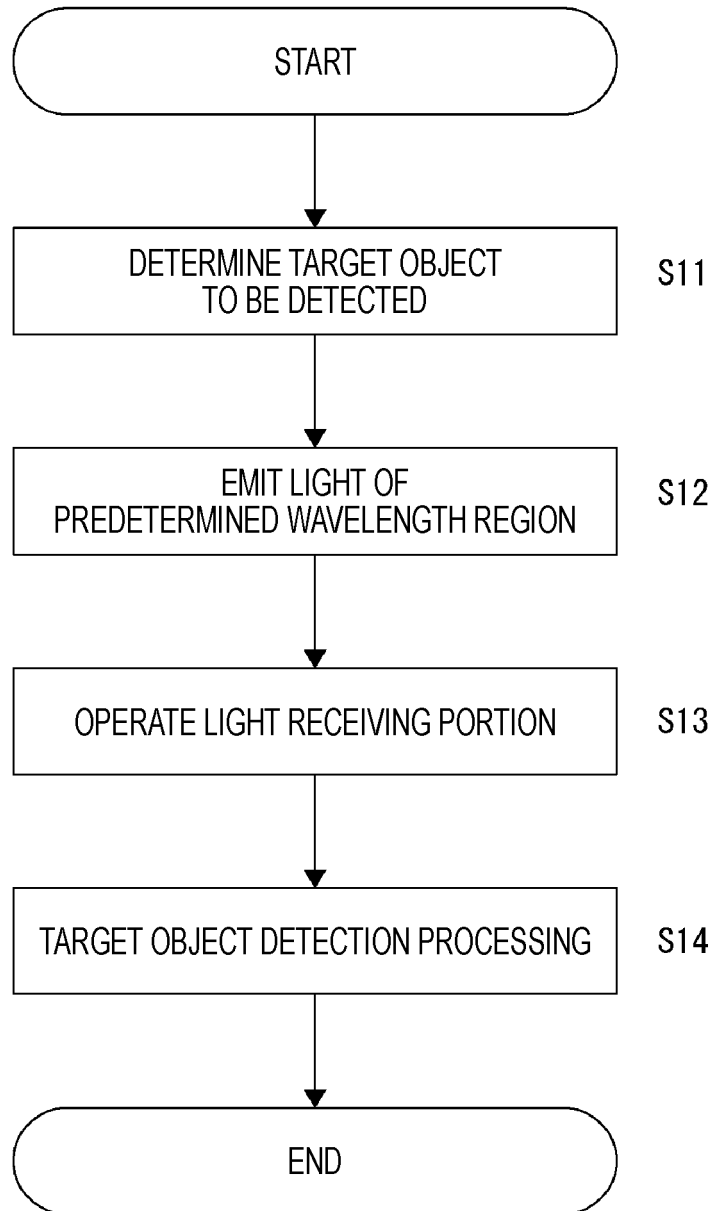 START
DETERMINE TARGET OBJECT
TO BE DETECTED
S11
EMIT LIGHT OF
PREDETERMINED WAVELENGTH REGION
S12
OPERATE LIGHT RECEIVING PORTION
S13
TARGET OBJECT DETECTION PROCESSING
S14
END